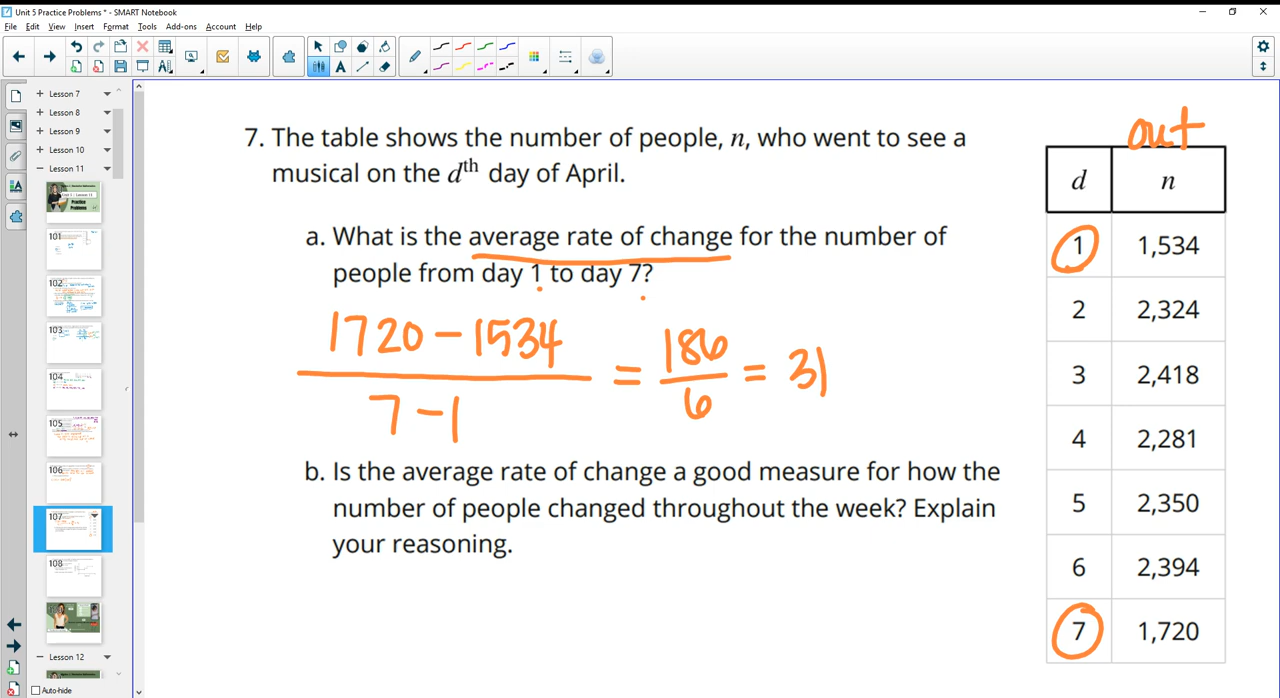 Unit 5 Practice Problems * - SMART Notebook
File Edit View Insert Format Tools Add-ons Account Help
Lesson 7
Lesson 8
Lesson 9
Lesson 10
Lesson 11
101
102
103
104
105
106
107
108
Lesson 12
Auto-hide
7. The table shows the number of people, n, who went to see a
musical on the dth day of April.
a. What is the average rate of change for the number of
people from day 1 to day 7?
1720 - 1534
7 - 1
= 186
6
= 31
b. Is the average rate of change a good measure for how the
number of people changed throughout the week? Explain
your reasoning.
out
d n
1 1,534
2 2,324
3 2,418
4 2,281
5 2,350
6 2,394
7 1,720